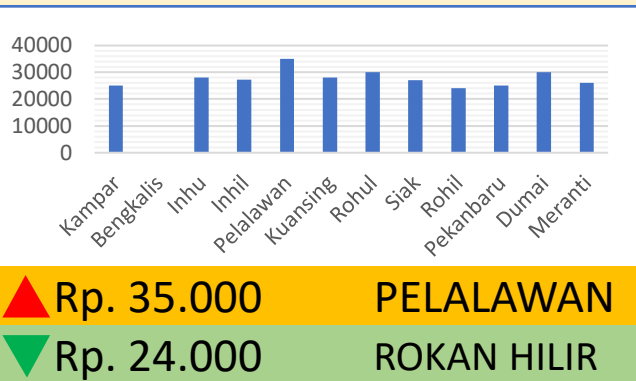 40000
30000
20000
10000
0
Kampar
Bengkalis
Inhu
Inhil
Pelalawan
Kuansing
Rohul
Siak
Rohil
Pekanbaru
Dumai
Meranti
Rp. 35.000 PELALAWAN
Rp. 24.000 ROKAN HILIR